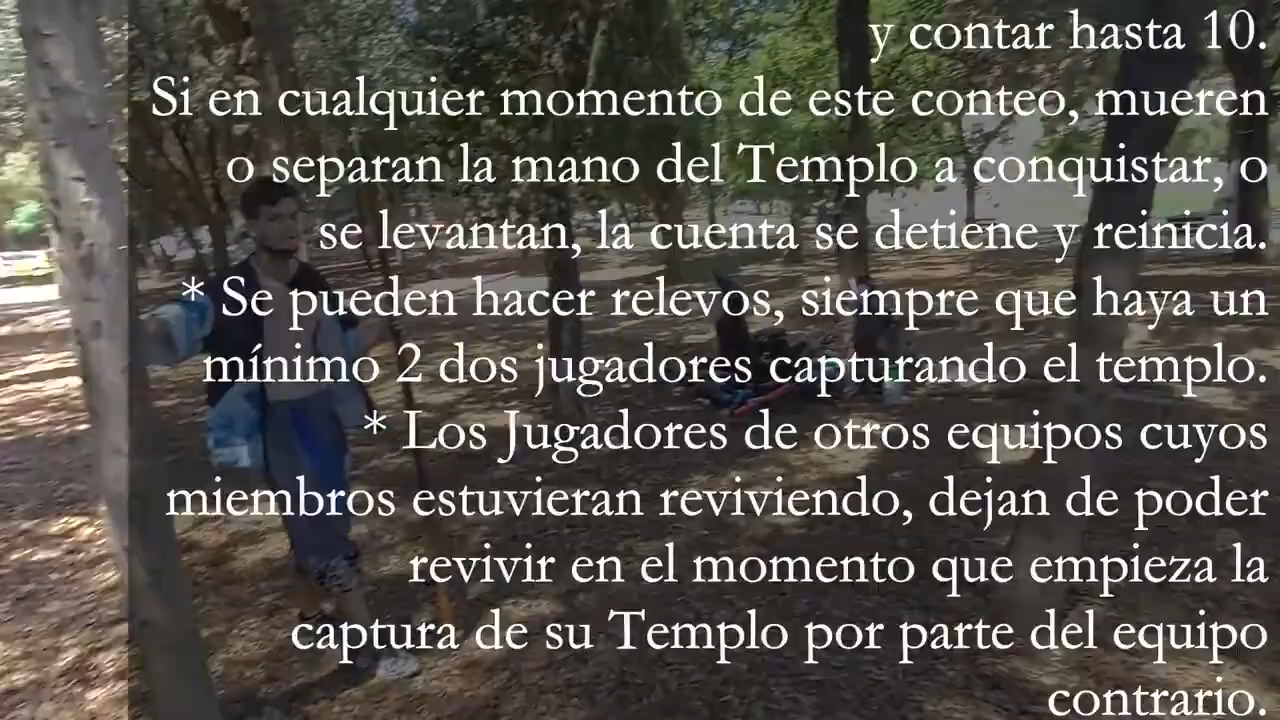 y contar hasta 10.
Si en cualquier momento de este conteo, mueren
o separan la mano del Templo a conquistar, o
se levantan, la cuenta se detiene y reinicia.
* Se pueden hacer relevos, siempre que haya un
mínimo 2 dos jugadores capturando el templo.
* Los Jugadores de otros equipos cuyos
miembros estuvieran reviviendo, dejan de poder
revivir en el momento que empieza la
captura de su Templo por parte del equipo
contrario.